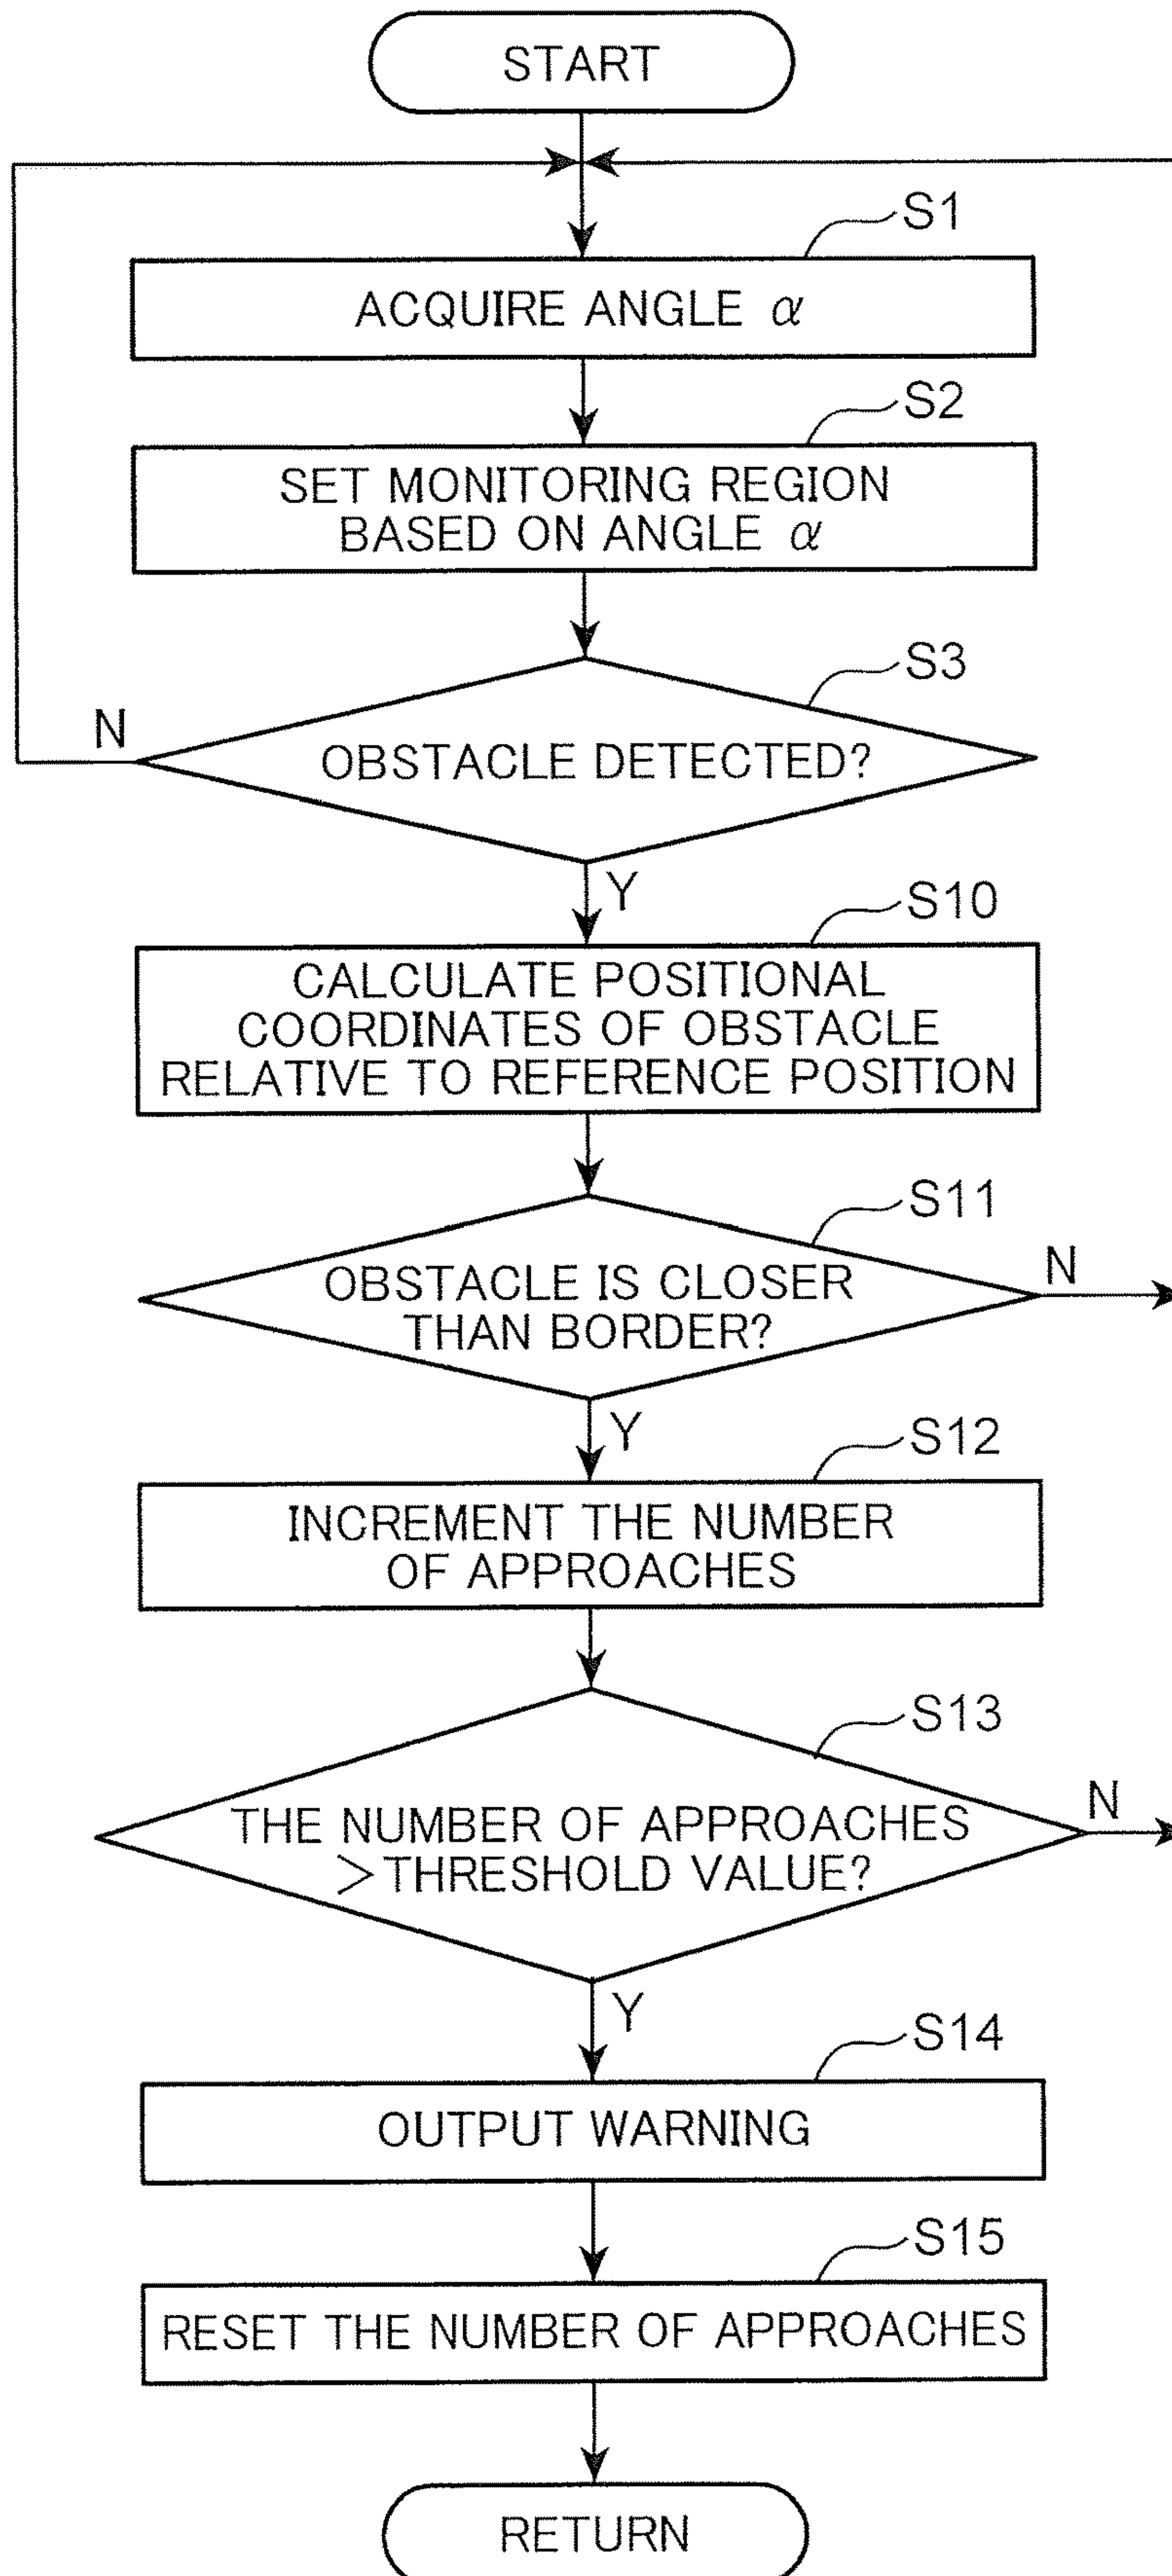 START
S1
ACQUIRE ANGLE α
S2
SET MONITORING REGION
BASED ON ANGLE α
S3
N
OBSTACLE DETECTED?
Y
S10
CALCULATE POSITIONAL
COORDINATES OF OBSTACLE
RELATIVE TO REFERENCE POSITION
S11
N
OBSTACLE IS CLOSER
THAN BORDER?
Y
S12
INCREMENT THE NUMBER
OF APPROACHES
S13
N
THE NUMBER OF APPROACHES
>THRESHOLD VALUE?
Y
S14
OUTPUT WARNING
S15
RESET THE NUMBER OF APPROACHES
RETURN